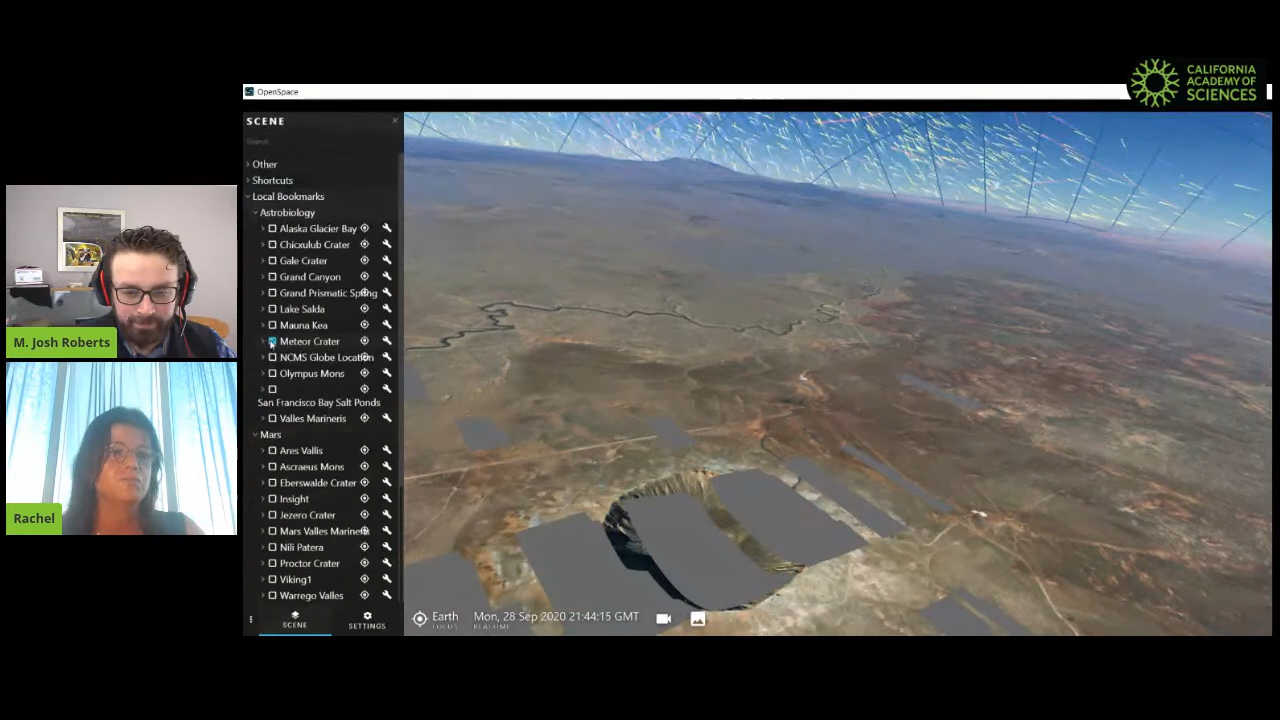 CALIFORNIA
ACADEMY OF
SCIENCES
OpenSpace
SCENE
Search
Other
Shortcuts
Local Bookmarks
Astrobiology
Alaska Glacier Bay
Chicxulub Crater
Gale Crater
Grand Canyon
Grand Prismatic Spring
Lake Salda
Mauna Kea
Meteor Crater
NCMS Globe Location
Olympus Mons
San Francisco Bay Salt Ponds
Valles Marineris
Mars
Ares Vallis
Ascraeus Mons
Eberswalde Crater
Insight
Jezero Crater
Mars Valles Marineris
Nili Patera
Proctor Crater
Viking1
Warrego Valles
SCENE
SETTINGS
Earth
FOCUS
Mon, 28 Sep 2020 21:44:15 GMT
REALTIME
M. Josh Roberts
Rachel